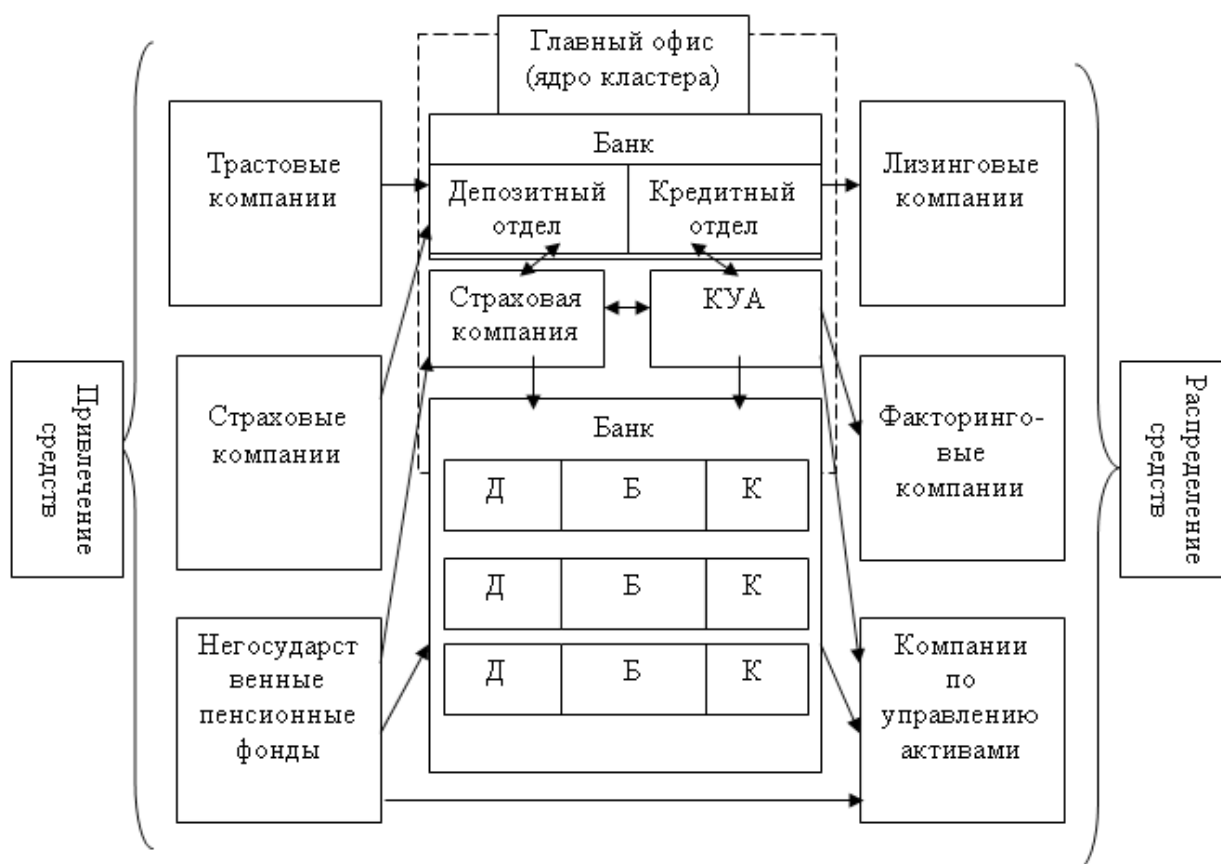 Главный офис
(ядро кластера)
Банк
Депозитный
отдел
Кредитный
отдел
Страховая
компания
КУА
Банк
Д Б К
Д Б К
Д Б К
Привлечение
средств
Трастовые
компании
Страховые
компании
Негосударст
венные
пенсионные
фонды
Лизинговые
компании
Факторинго-
вые
компании
Компании
по
управлению
активами
Распределение
средств